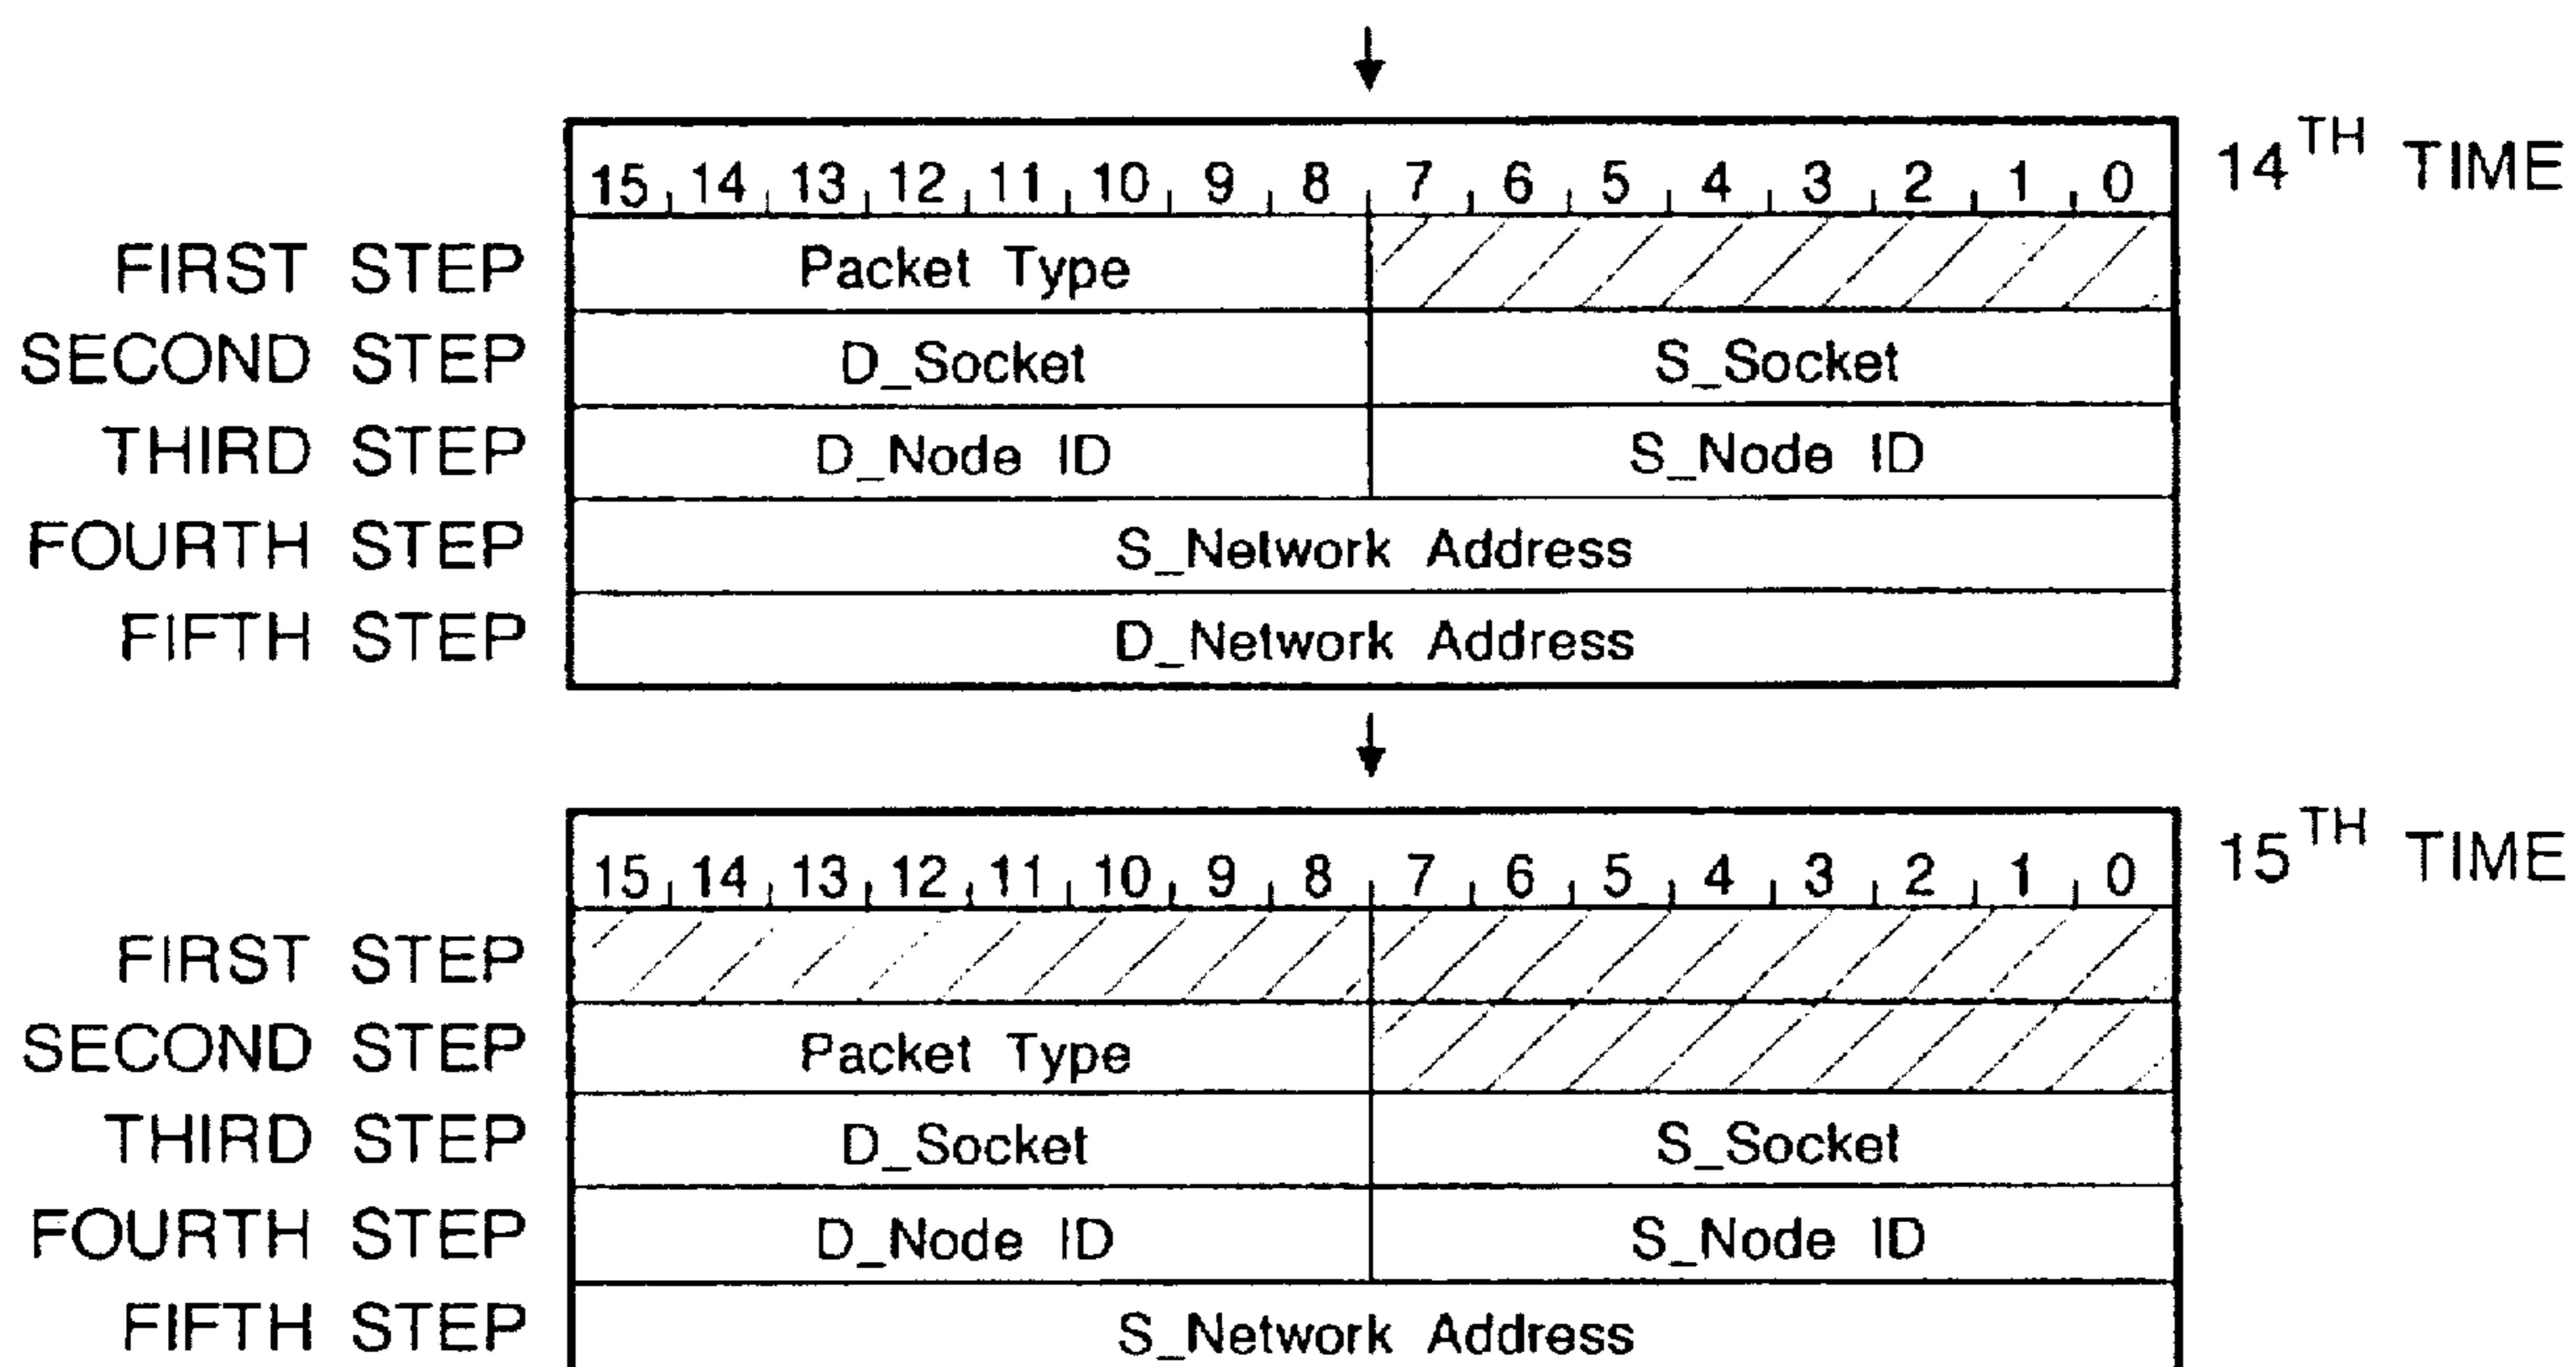 15 14 13 12 11 10 9 8 7 6 5 4 3 2 1 0 14TH TIME
FIRST STEP Packet Type
SECOND STEP D_Socket S_Socket
THIRD STEP D_Node ID S_Node ID
FOURTH STEP S_Network Address
FIFTH STEP D_Network Address
15 14 13 12 11 10 9 8 7 6 5 4 3 2 1 0 15TH TIME
FIRST STEP
SECOND STEP Packet Type
THIRD STEP D_Socket S_Socket
FOURTH STEP D_Node ID S_Node ID
FIFTH STEP S_Network Address